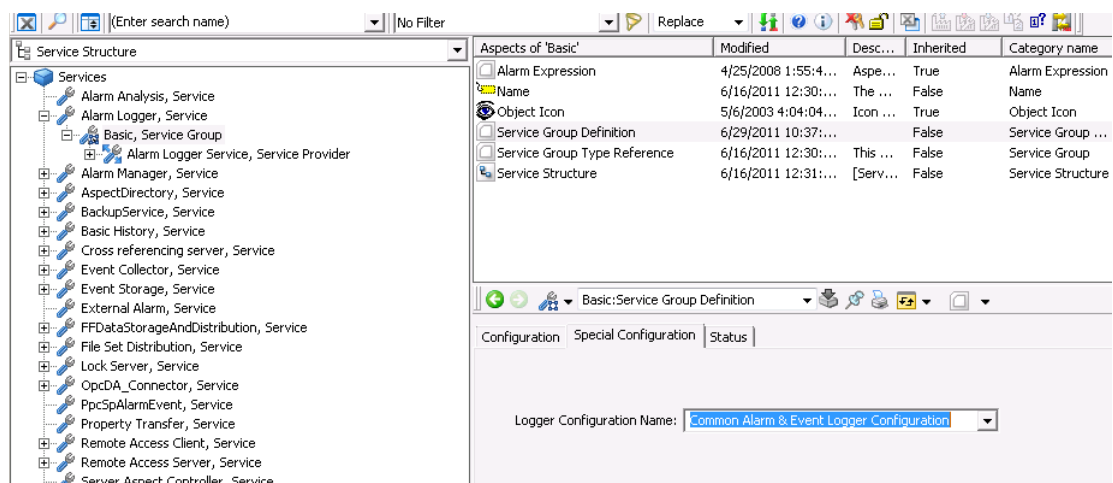 (Enter search name) No Filter Replace
Service Structure
Services
Alarm Analysis, Service
Alarm Logger, Service
Basic, Service Group
Alarm Logger Service, Service Provider
Alarm Manager, Service
AspectDirectory, Service
BackupService, Service
Basic History, Service
Cross referencing server, Service
Event Collector, Service
Event Storage, Service
External Alarm, Service
FFDataStorageAndDistribution, Service
File Set Distribution, Service
Lock Server, Service
OpcDA_Connector, Service
PpcSpAlarmEvent, Service
Property Transfer, Service
Remote Access Client, Service
Remote Access Server, Service
Server Aspect Controller, Service
Aspects of 'Basic' Modified Desc... Inherited Category name
Alarm Expression 4/25/2008 1:55:4... Aspe... True Alarm Expression
Name 6/16/2011 12:30:... The ... False Name
Object Icon 5/6/2003 4:04:04... Icon ... True Object Icon
Service Group Definition 6/29/2011 10:37:... False Service Group ...
Service Group Type Reference 6/16/2011 12:30:... This ... False Service Group
Service Structure 6/16/2011 12:31:... [Serv... False Service Structure
Basic:Service Group Definition
Configuration Special Configuration Status
Logger Configuration Name: Common Alarm & Event Logger Configuration